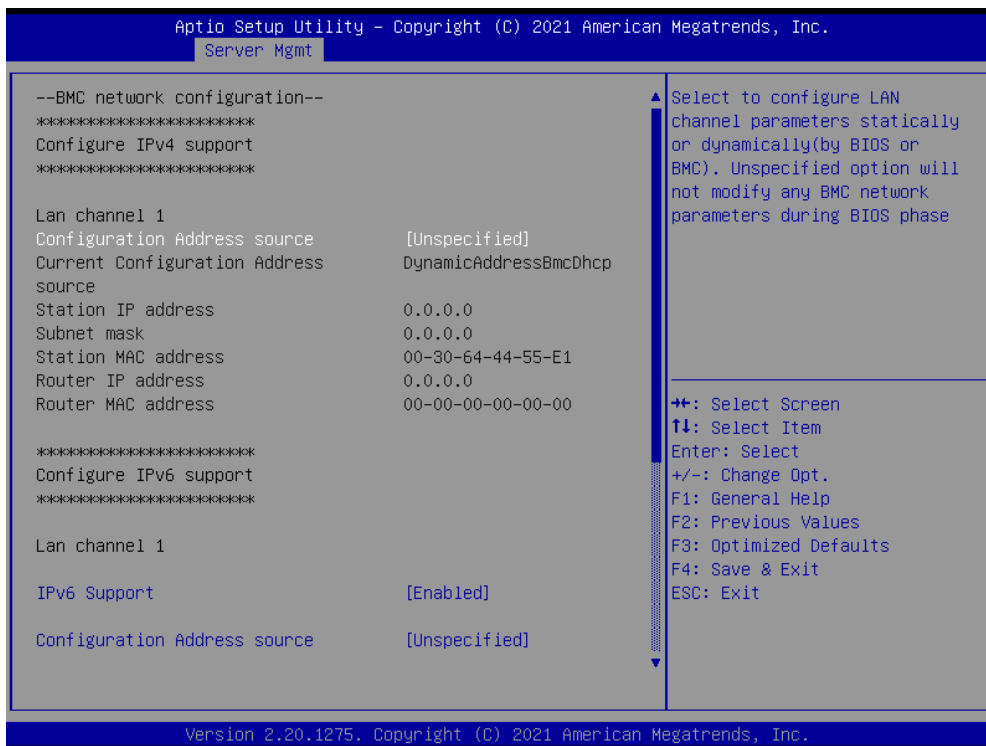 Aptio Setup Utility – Copyright (C) 2021 American Megatrends, Inc.
Server Mgmt
--BMC network configuration--
***********************
Configure IPv4 support
***********************
Lan channel 1
Configuration Address source [Unspecified]
Current Configuration Address DynamicAddressBmcDhcp
source
Station IP address 0.0.0.0
Subnet mask 0.0.0.0
Station MAC address 00-30-64-44-55-E1
Router IP address 0.0.0.0
Router MAC address 00-00-00-00-00-00
***********************
Configure IPv6 support
***********************
Lan channel 1
IPv6 Support [Enabled]
Configuration Address source [Unspecified]
Select to configure LAN
channel parameters statically
or dynamically(by BIOS or
BMC). Unspecified option will
not modify any BMC network
parameters during BIOS phase
→←: Select Screen
↑↓: Select Item
Enter: Select
+/-: Change Opt.
F1: General Help
F2: Previous Values
F3: Optimized Defaults
F4: Save & Exit
ESC: Exit
Version 2.20.1275. Copyright (C) 2021 American Megatrends, Inc.